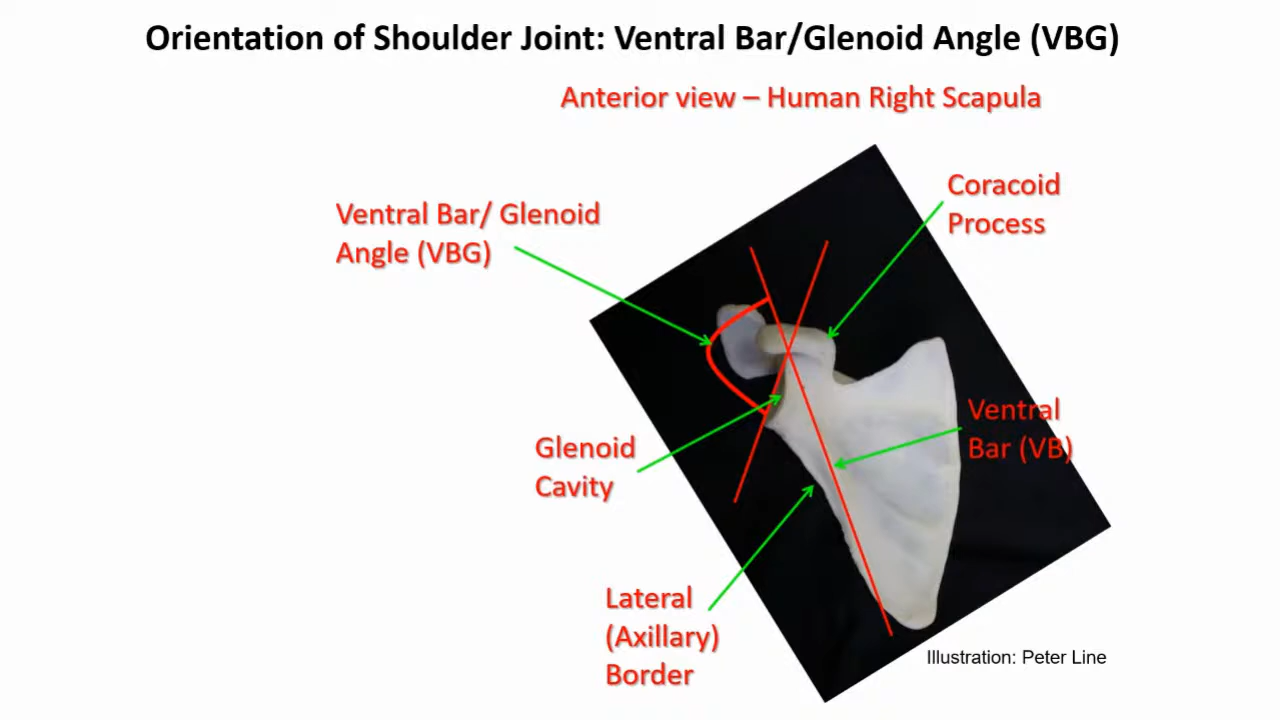 Orientation of Shoulder Joint: Ventral Bar/Glenoid Angle (VBG)
Anterior view – Human Right Scapula
Coracoid
Process
Ventral Bar/ Glenoid
Angle (VBG)
Ventral
Bar (VB)
Glenoid
Cavity
Lateral
(Axillary)
Border
Illustration: Peter Line